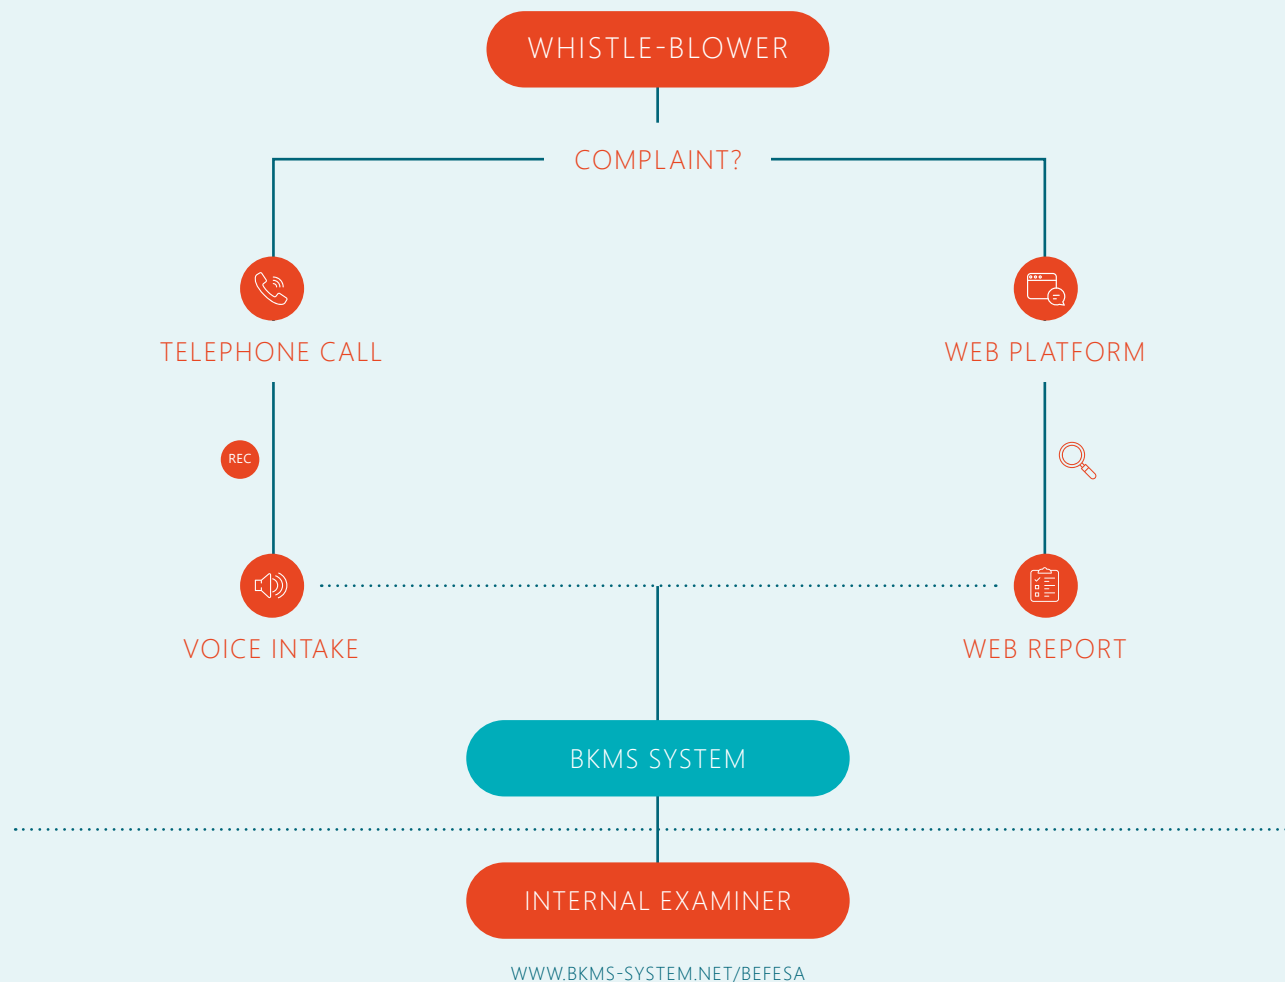 WHISTLE-BLOWER
COMPLAINT?
TELEPHONE CALL
WEB PLATFORM
REC
VOICE INTAKE
WEB REPORT
BKMS SYSTEM
INTERNAL EXAMINER
WWW.BKMS-SYSTEM.NET/BEFESA